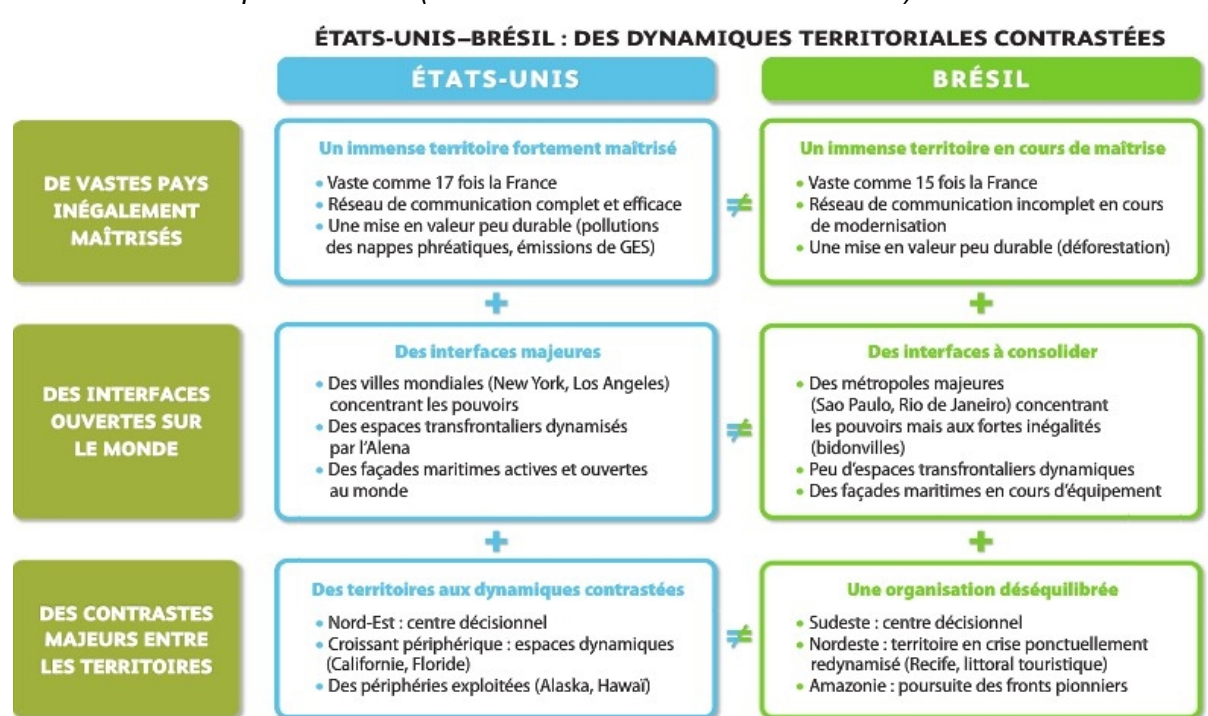 ÉTATS-UNIS–BRÉSIL : DES DYNAMIQUES TERRITORIALES CONTRASTÉES
ÉTATS-UNIS
BRÉSIL
DE VASTES PAYS
INÉGALEMENT
MAÎTRISÉS
Un immense territoire fortement maîtrisé
• Vaste comme 17 fois la France
• Réseau de communication complet et efficace
• Une mise en valeur peu durable (pollutions
des nappes phréatiques, émissions de GES)
≠
Un immense territoire en cours de maîtrise
• Vaste comme 15 fois la France
• Réseau de communication incomplet en cours
de modernisation
• Une mise en valeur peu durable (déforestation)
+
+
DES INTERFACES
OUVERTES SUR
LE MONDE
Des interfaces majeures
• Des villes mondiales (New York, Los Angeles)
concentrant les pouvoirs
• Des espaces transfrontaliers dynamisés
par l'Alena
• Des façades maritimes actives et ouvertes
au monde
≠
Des interfaces à consolider
• Des métropoles majeures
(Sao Paulo, Rio de Janeiro) concentrant
les pouvoirs mais aux fortes inégalités
(bidonvilles)
• Peu d'espaces transfrontaliers dynamiques
• Des façades maritimes en cours d'équipement
+
+
DES CONTRASTES
MAJEURS ENTRE
LES TERRITOIRES
Des territoires aux dynamiques contrastées
• Nord-Est : centre décisionnel
• Croissant périphérique : espaces dynamiques
(Californie, Floride)
• Des périphéries exploitées (Alaska, Hawaï)
≠
Une organisation déséquilibrée
• Sudeste : centre décisionnel
• Nordeste : territoire en crise ponctuellement
redynamisé (Recife, littoral touristique)
• Amazonie : poursuite des fronts pionniers